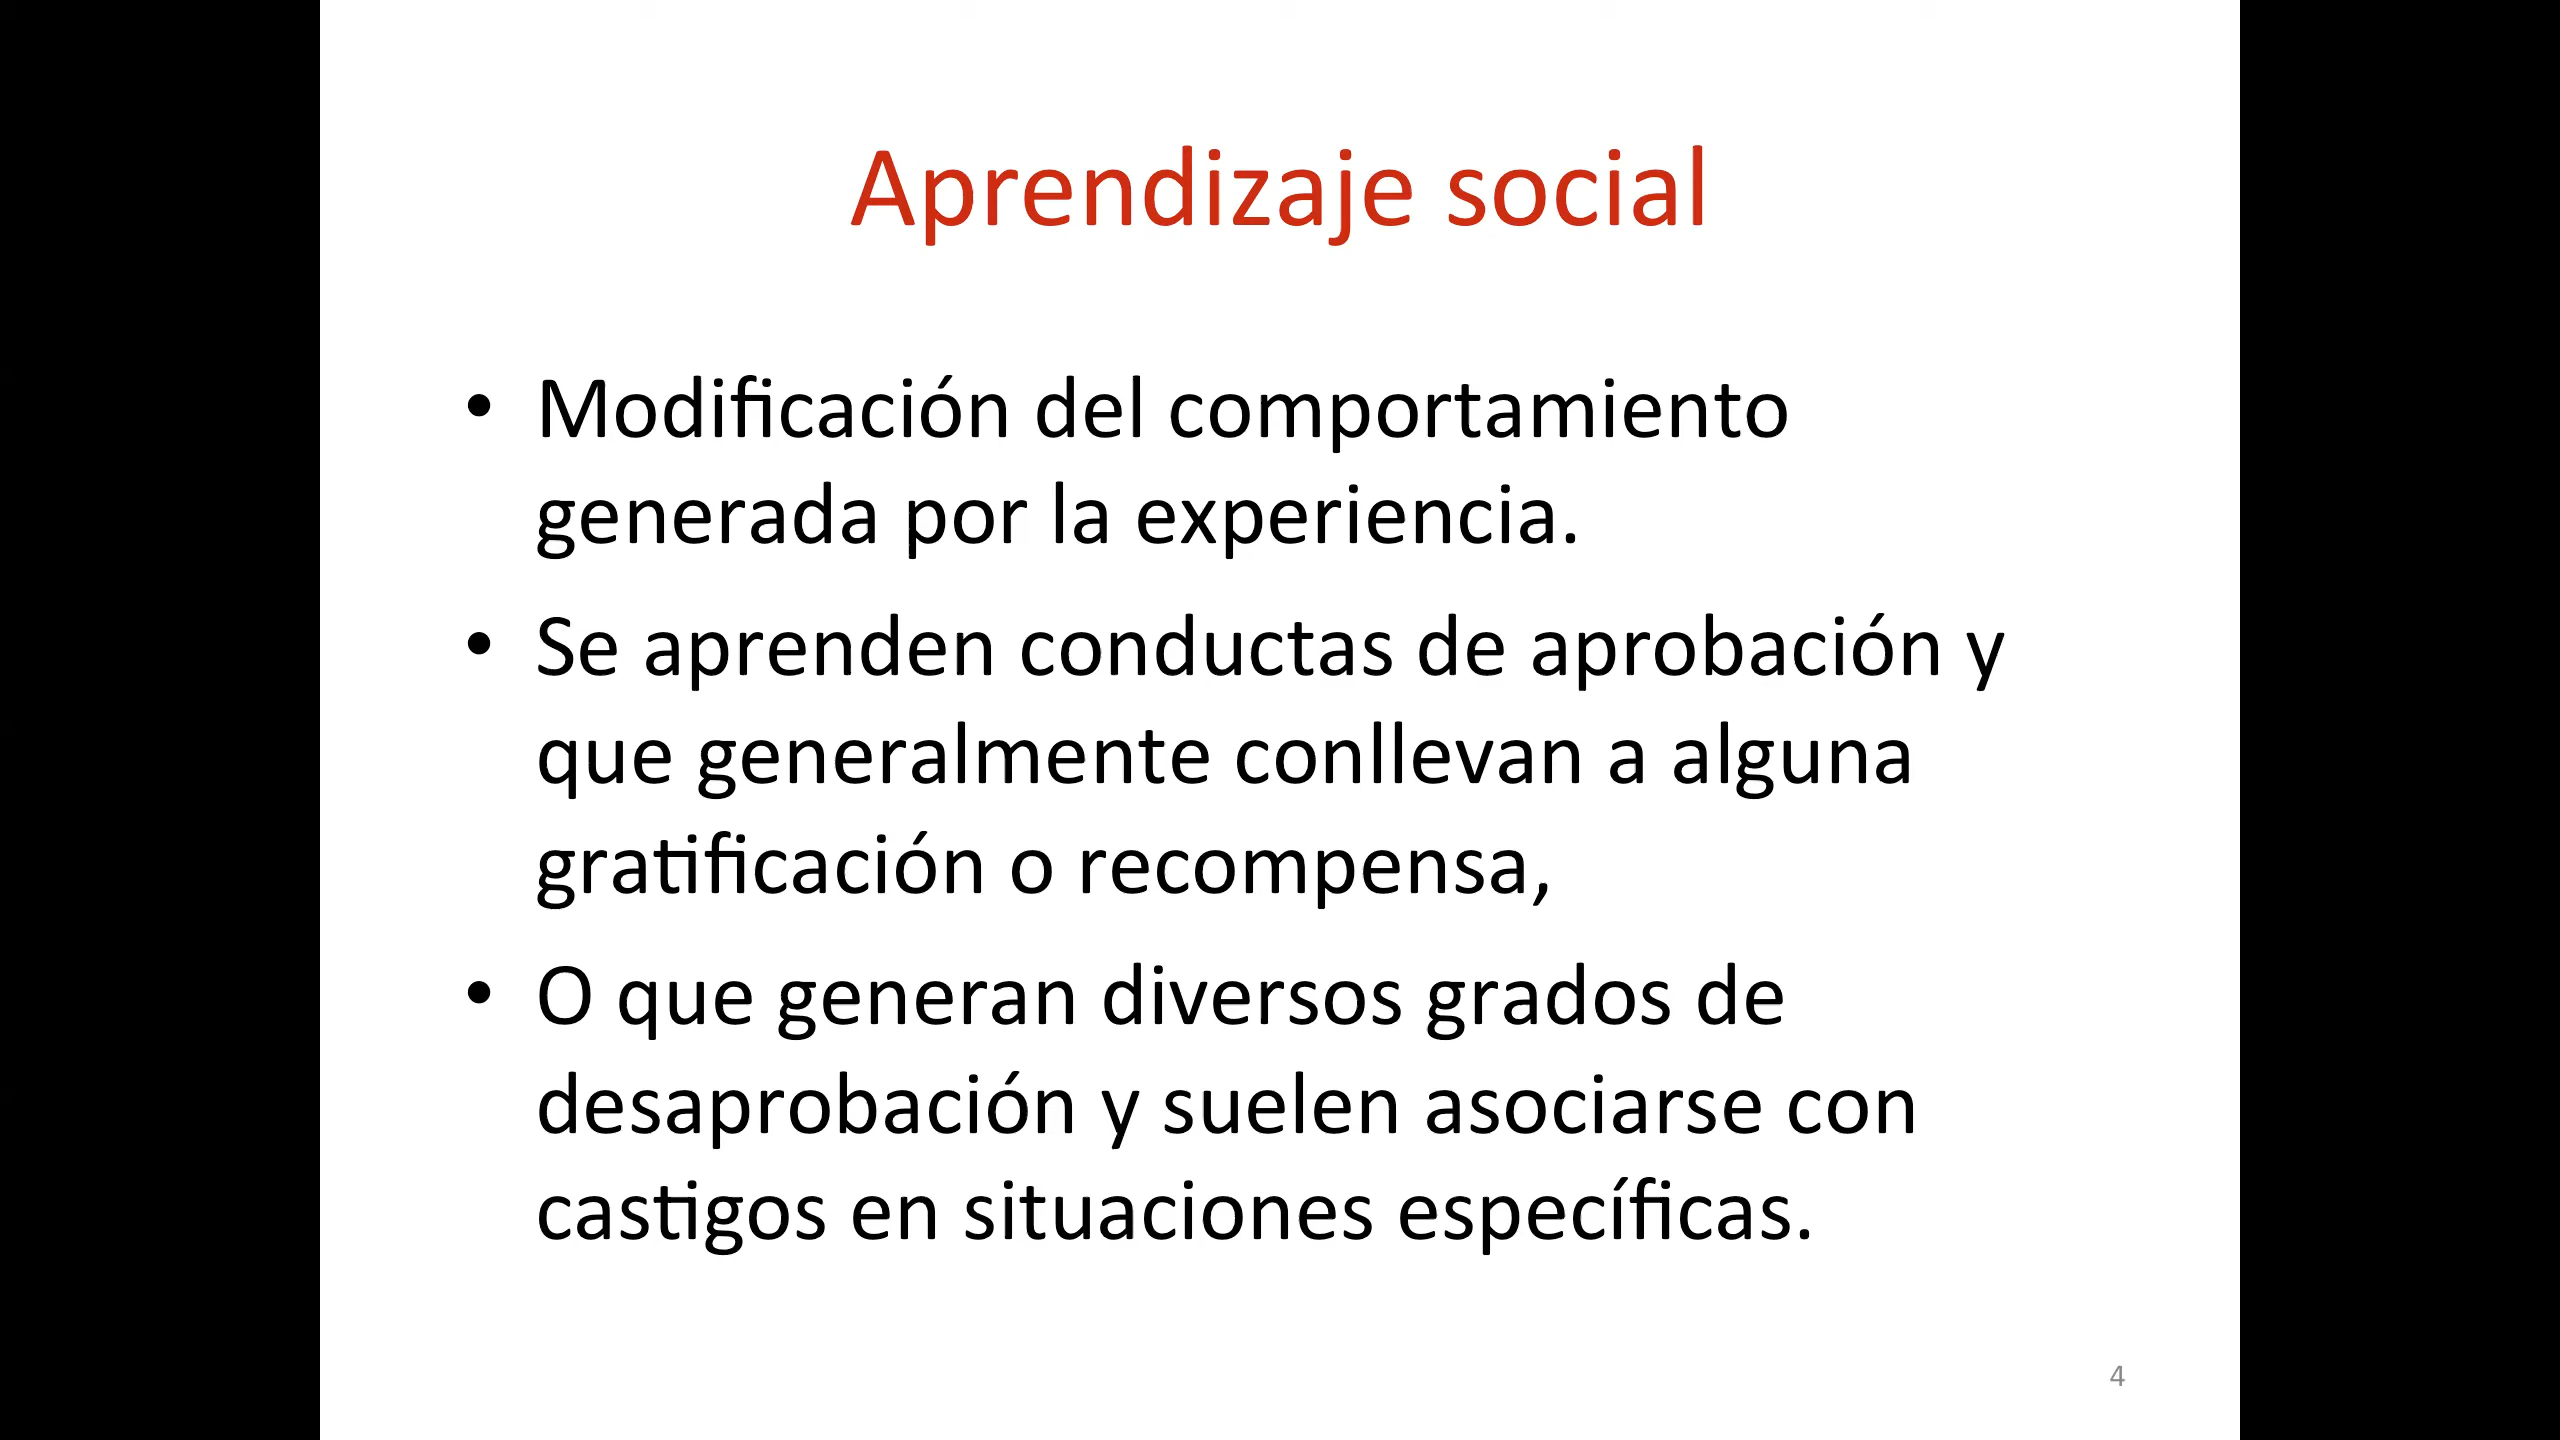 Aprendizaje social
• Modificación del comportamiento
generada por la experiencia.
• Se aprenden conductas de aprobación y
que generalmente conllevan a alguna
gratificación o recompensa,
• O que generan diversos grados de
desaprobación y suelen asociarse con
castigos en situaciones específicas.
4